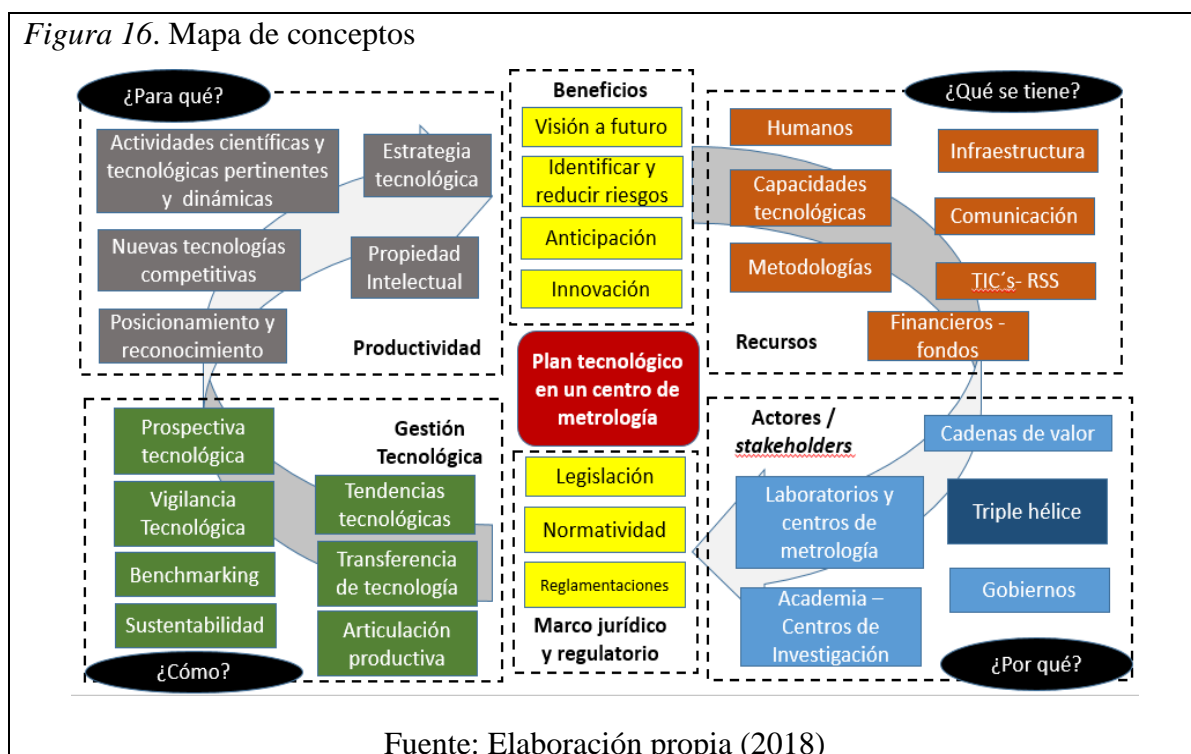 Figura 16. Mapa de conceptos
¿Para qué?
Actividades científicas y
tecnológicas pertinentes
y dinámicas
Estrategia
tecnológica
Nuevas tecnologías
competitivas
Propiedad
Intelectual
Posicionamiento y
reconocimiento
Productividad
Beneficios
Visión a futuro
Identificar y
reducir riesgos
Anticipación
Innovación
¿Qué se tiene?
Humanos
Infraestructura
Capacidades
tecnológicas
Comunicación
Metodologías
TIC´s- RSS
Financieros -
fondos
Recursos
Plan tecnológico
en un centro de
metrología
Prospectiva
tecnológica
Gestión
Tecnológica
Vigilancia
Tecnológica
Tendencias
tecnológicas
Benchmarking
Transferencia
de tecnología
Sustentabilidad
Articulación
productiva
¿Cómo?
Legislación
Normatividad
Reglamentaciones
Marco jurídico
y regulatorio
Actores /
stakeholders
Cadenas de valor
Laboratorios y
centros de
metrología
Triple hélice
Academia –
Centros de
Investigación
Gobiernos
¿Por qué?
Fuente: Elaboración propia (2018)